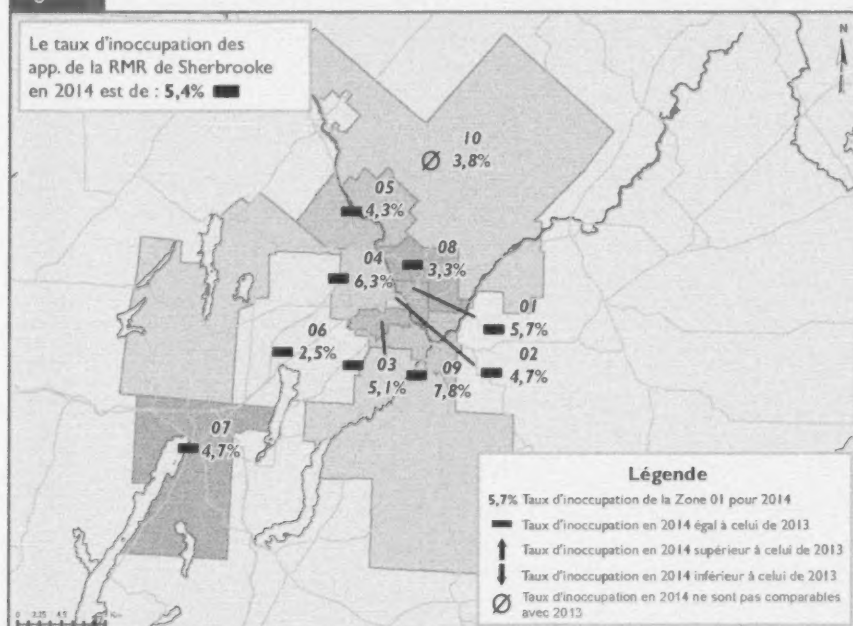 Le taux d'inoccupation des
app. de la RMR de Sherbrooke
en 2014 est de : 5,4%
N
10
3,8%
05
4,3%
08
3,3%
04
6,3%
01
5,7%
06
2,5%
02
4,7%
03
5,1%
09
7,8%
07
4,7%
Légende
5,7% Taux d'inoccupation de la Zone 01 pour 2014
Taux d'inoccupation en 2014 égal à celui de 2013
Taux d'inoccupation en 2014 supérieur à celui de 2013
Taux d'inoccupation en 2014 inférieur à celui de 2013
Taux d'inoccupation en 2014 ne sont pas comparables
avec 2013